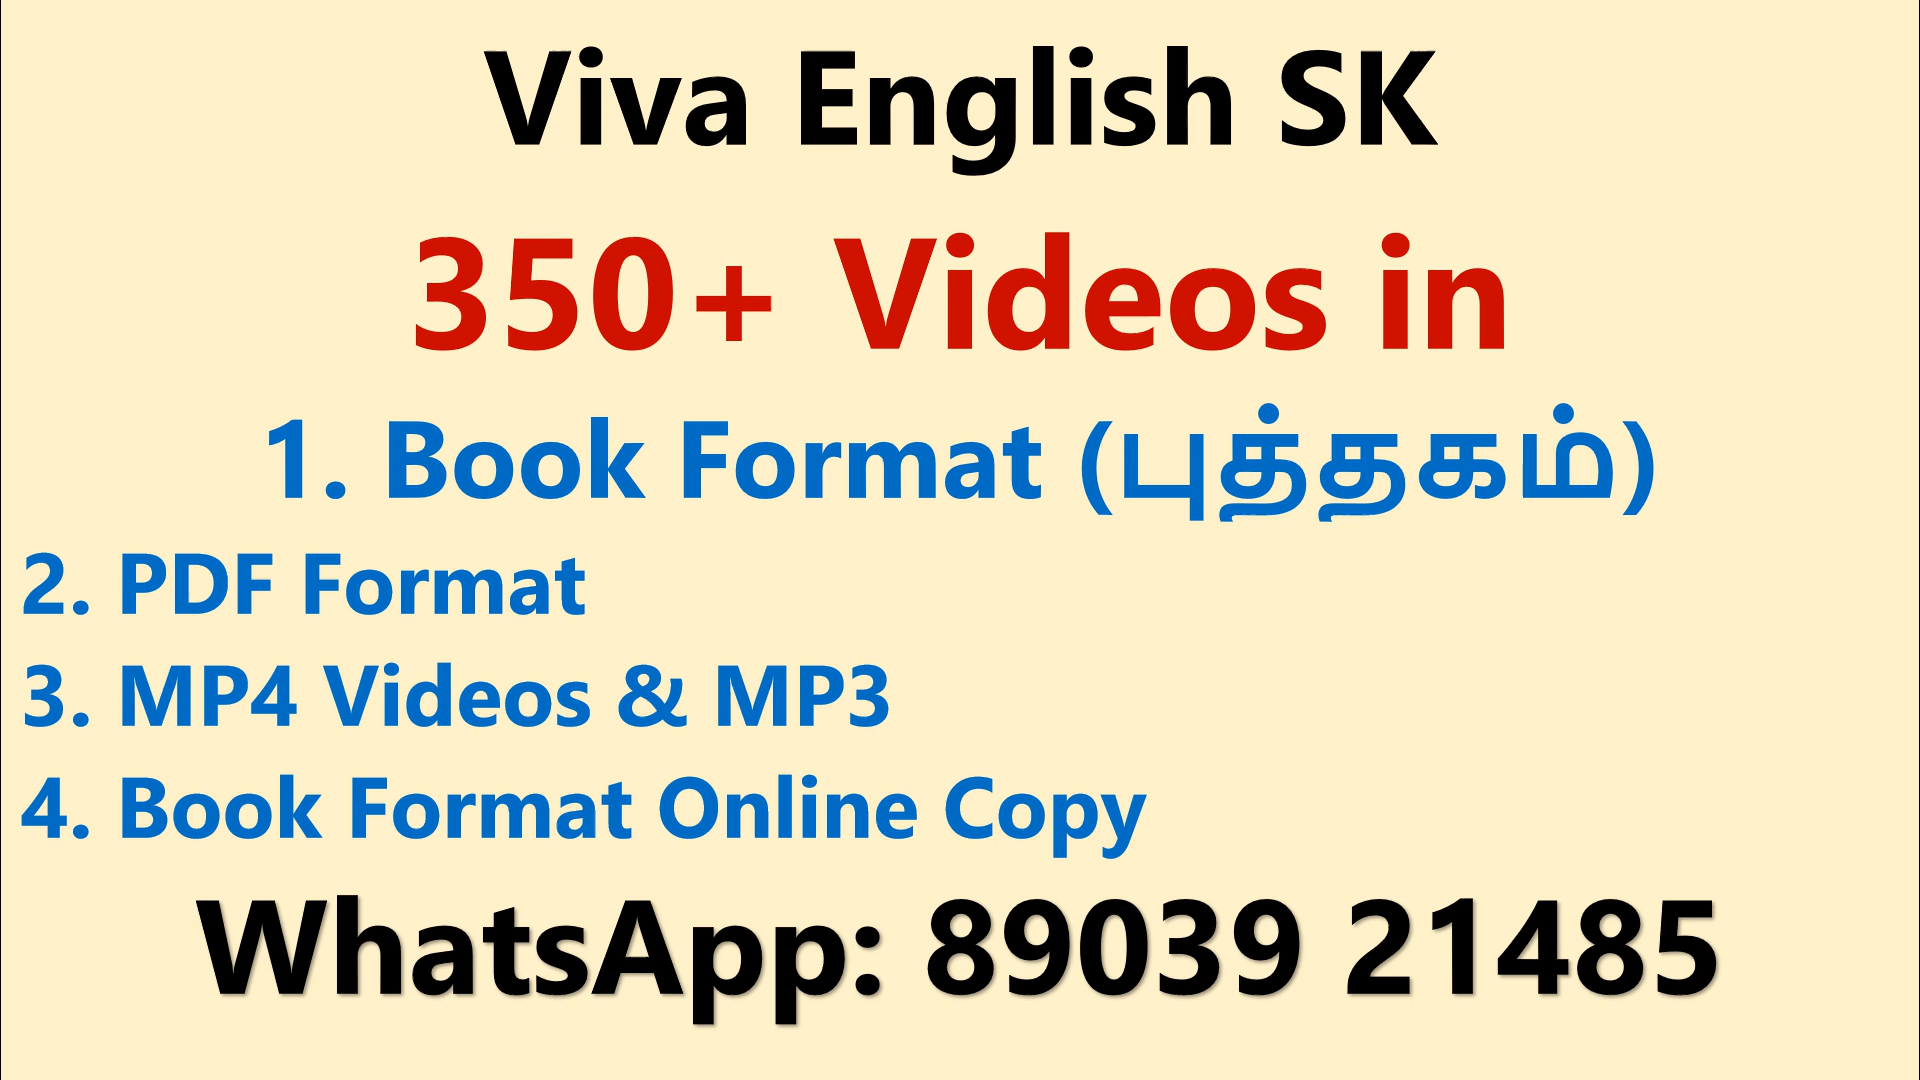 Viva English SK
350+ Videos in
1. Book Format (புத்தகம்)
2. PDF Format
3. MP4 Videos & MP3
4. Book Format Online Copy
WhatsApp: 89039 21485